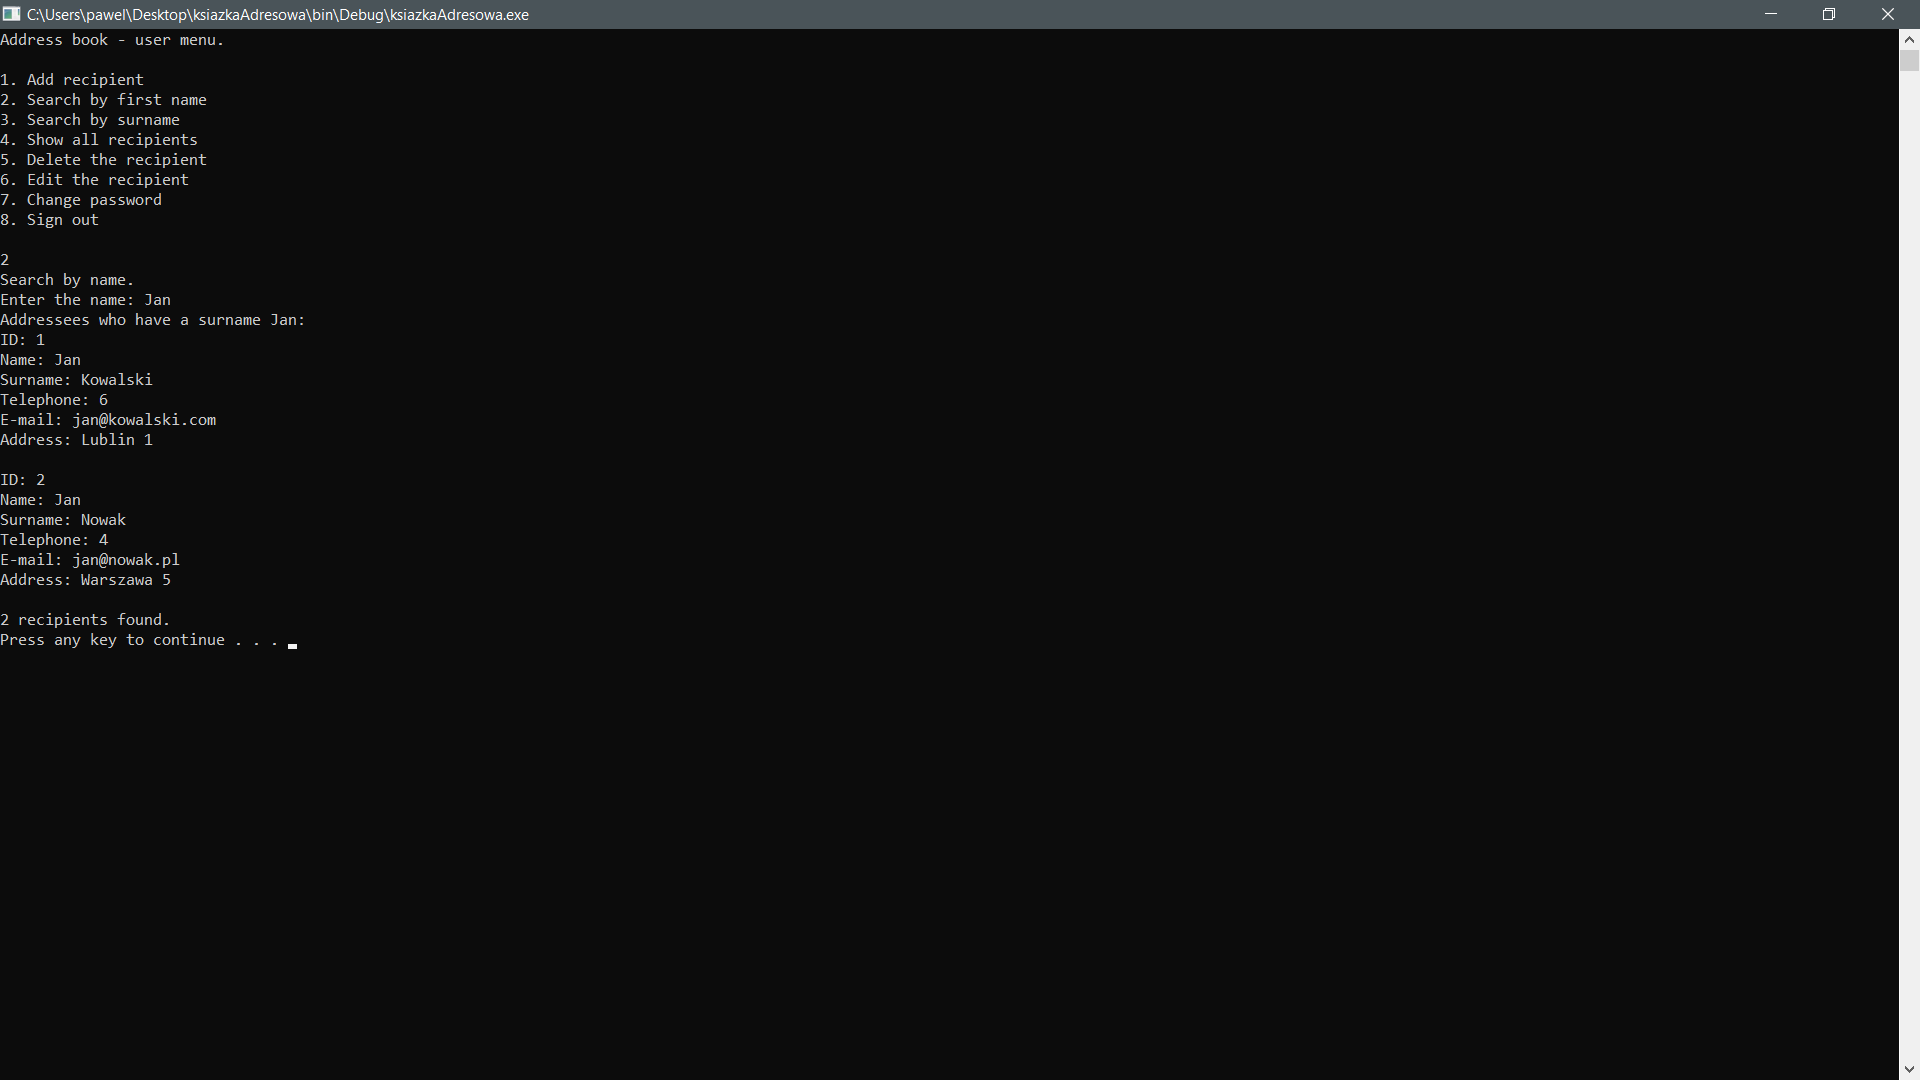 C:\Users\pawel\Desktop\ksiazkaAdresowa\bin\Debug\ksiazkaAdresowa.exe
Address book - user menu.
1. Add recipient
2. Search by first name
3. Search by surname
4. Show all recipients
5. Delete the recipient
6. Edit the recipient
7. Change password
8. Sign out
2
Search by name.
Enter the name: Jan
Addressees who have a surname Jan:
ID: 1
Name: Jan
Surname: Kowalski
Telephone: 6
E-mail: jan@kowalski.com
Address: Lublin 1
ID: 2
Name: Jan
Surname: Nowak
Telephone: 4
E-mail: jan@nowak.pl
Address: Warszawa 5
2 recipients found.
Press any key to continue . . .